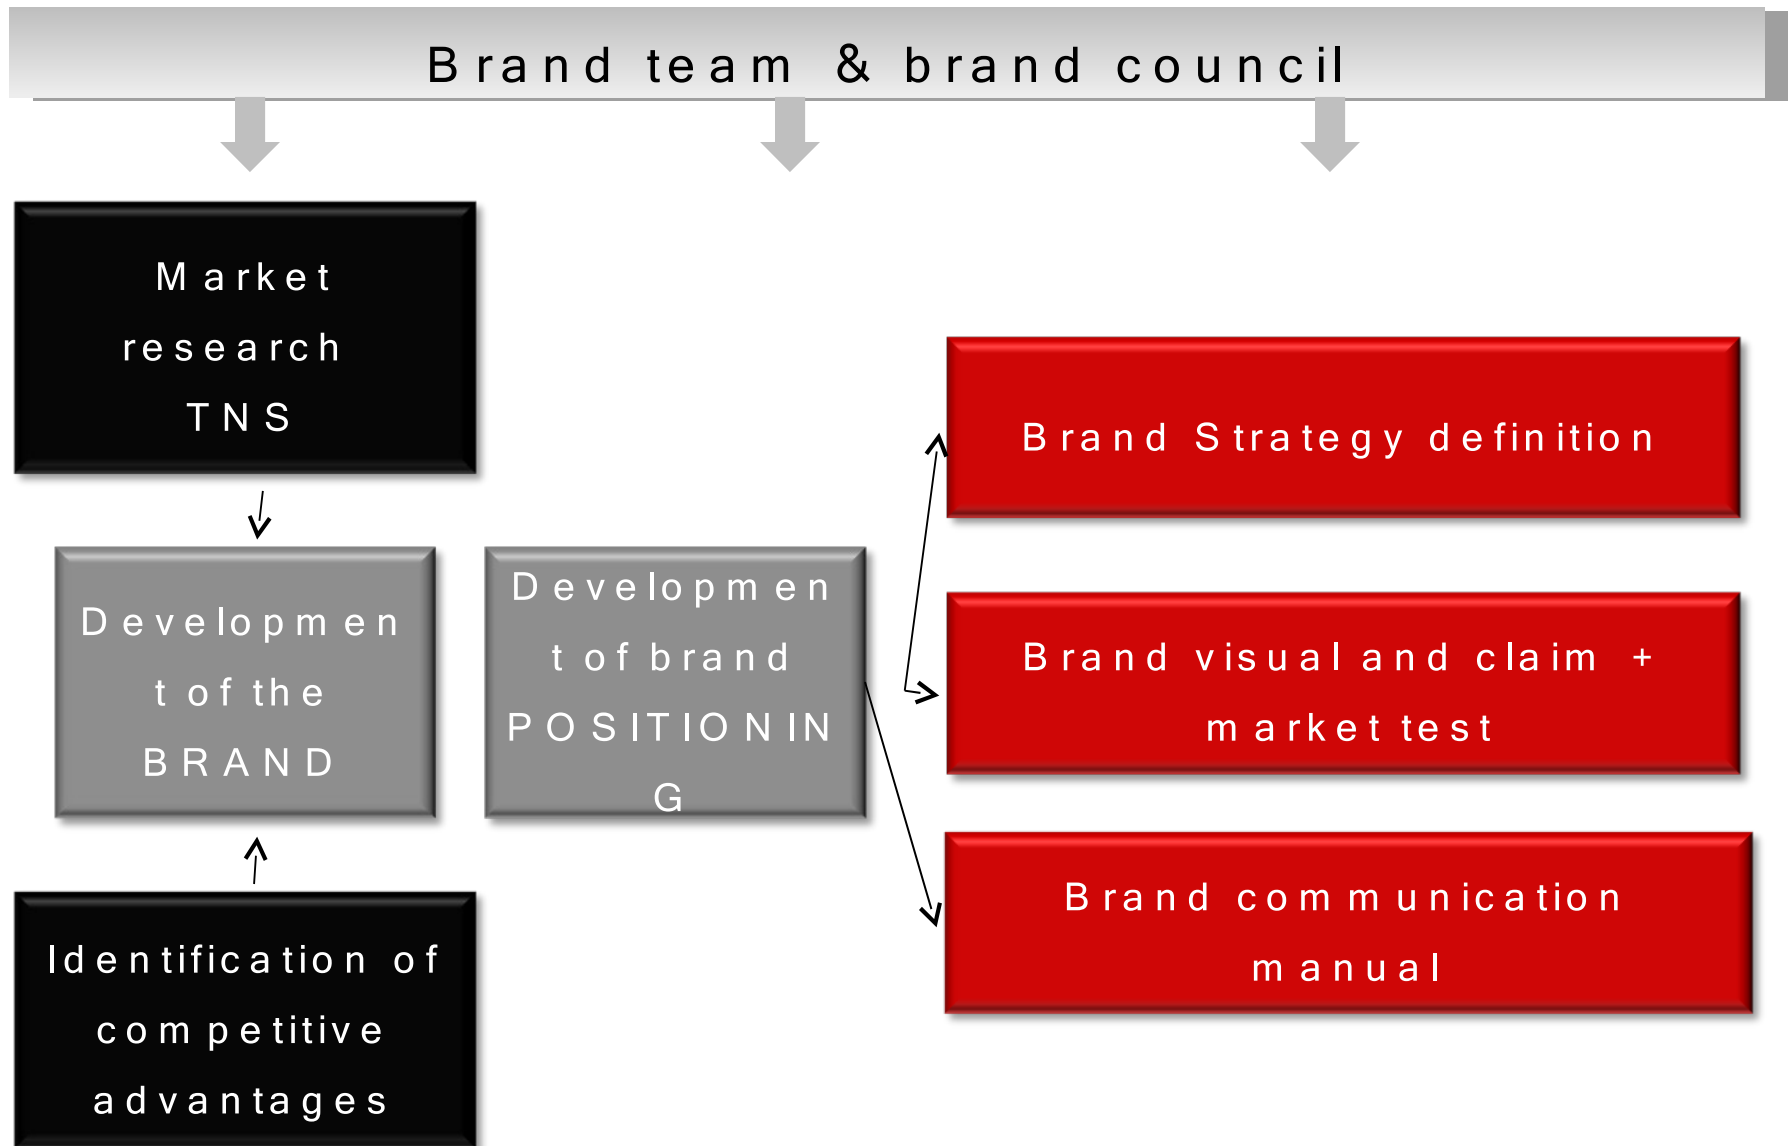 Brand team & brand council
Market
research
TNS
Brand Strategy definition
Developmen
t of the
BRAND
Developmen
t of brand
POSITIONIN
G
Brand visual and claim +
market test
Brand communication
manual
Identification of
competitive
advantages